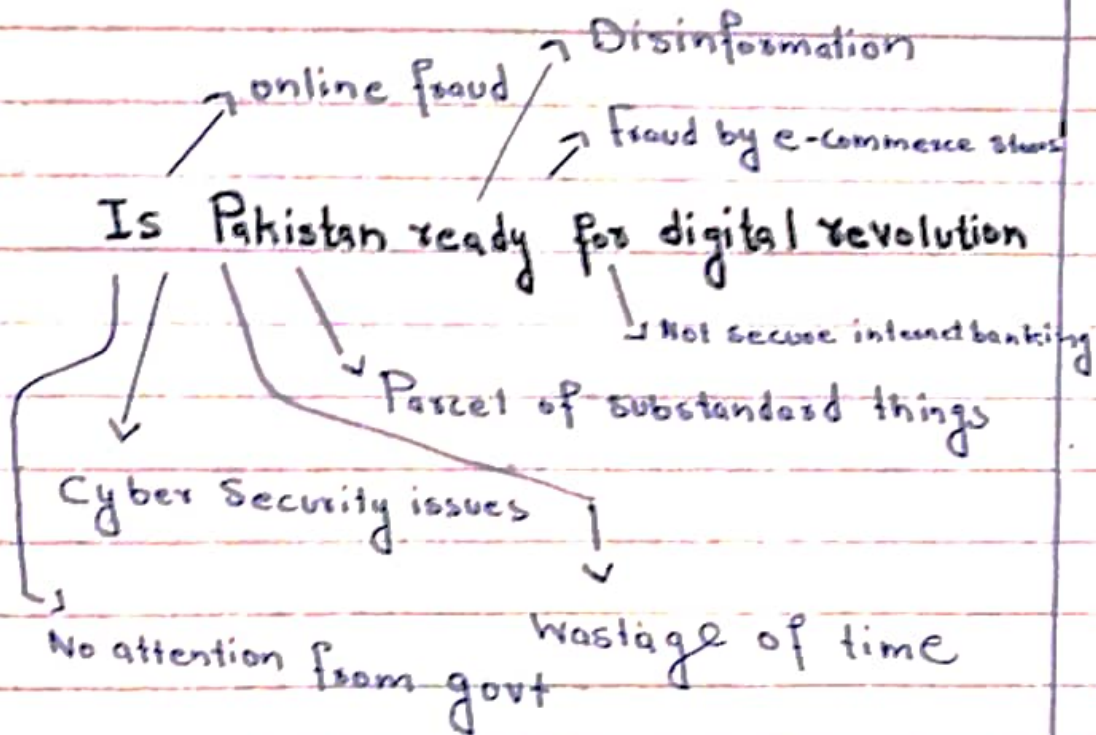 Disinformation
online fraud
Fraud by e-commerce
Is Pakistan ready for digital revolution
Not secure internet banking
Parcel of substandard things
Cyber Security issues
Wastage of time
No attention from govt